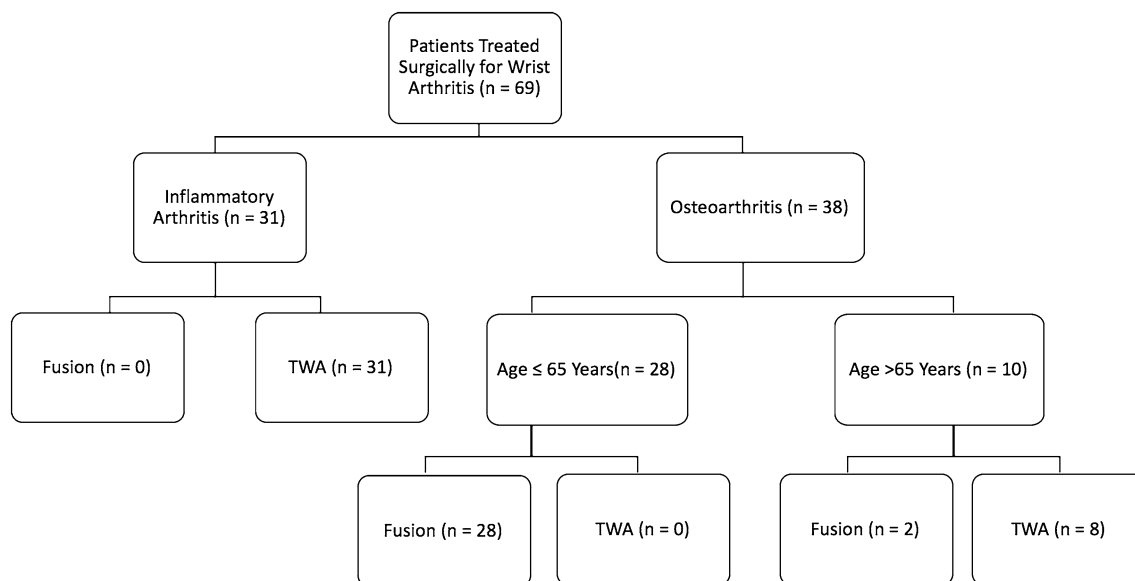 Patients Treated
Surgically for Wrist
Arthritis (n = 69)
Inflammatory
Arthritis (n = 31)
Osteoarthritis (n = 38)
Fusion (n = 0)
TWA (n = 31)
Age ≤ 65 Years(n = 28)
Age >65 Years (n = 10)
Fusion (n = 28)
TWA (n = 0)
Fusion (n = 2)
TWA (n = 8)